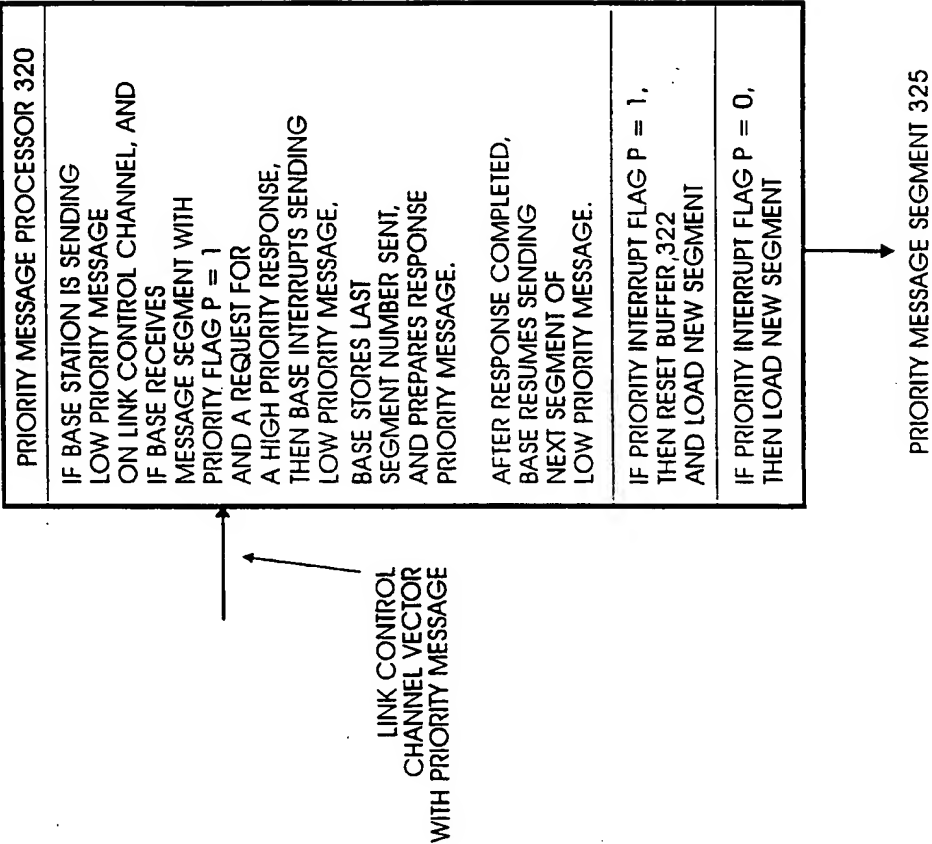 PRIORITY MESSAGE PROCESSOR 320
IF BASE STATION IS SENDING
LOW PRIORITY MESSAGE
ON LINK CONTROL CHANNEL, AND
IF BASE RECEIVES
MESSAGE SEGMENT WITH
PRIORITY FLAG P = 1
AND A REQUEST FOR
A HIGH PRIORITY RESPONSE,
THEN BASE INTERRUPTS SENDING
LOW PRIORITY MESSAGE,
BASE STORES LAST
SEGMENT NUMBER SENT,
AND PREPARES RESPONSE
PRIORITY MESSAGE.
AFTER RESPONSE COMPLETED,
BASE RESUMES SENDING
NEXT SEGMENT OF
LOW PRIORITY MESSAGE.
IF PRIORITY INTERRUPT FLAG P = 1,
THEN RESET BUFFER,322
AND LOAD NEW SEGMENT
IF PRIORITY INTERRUPT FLAG P = 0,
THEN LOAD NEW SEGMENT
LINK CONTROL
CHANNEL VECTOR
WITH PRIORITY MESSAGE
PRIORITY MESSAGE SEGMENT 325